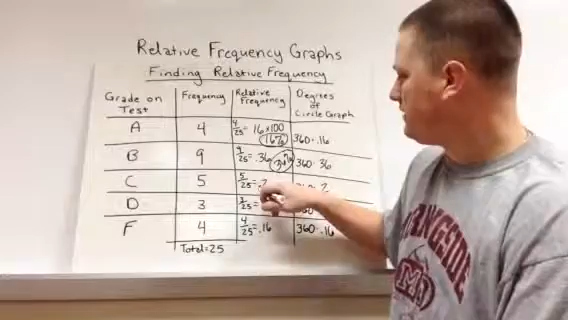 Relative Frequency Graphs
Finding Relative Frequency
Grade on Test Frequency Relative Frequency Degrees of Circle Graph
A 4 4/25 = .16 x100 16% 360 · .16
B 9 9/25 = .36 360 · 36
C 5 5/25 =
D 3 3/25 =
F 4 4/25 = .16 360 · .16
Total = 25
M